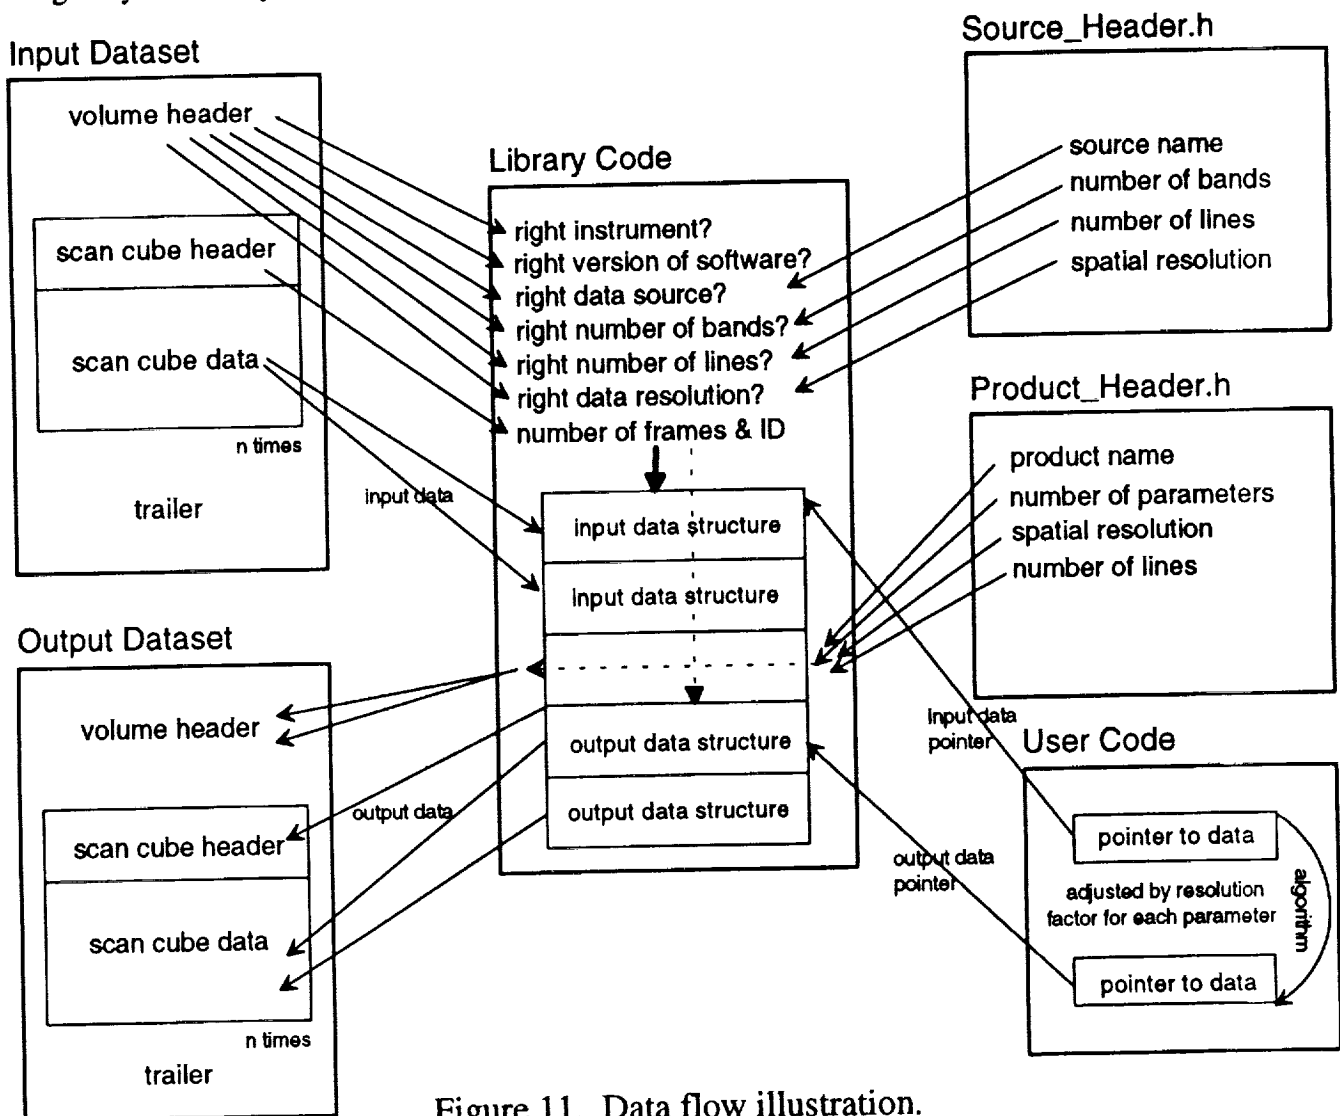 Input Dataset
volume header
scan cube header
scan cube data
n times
trailer
input data
Output Dataset
volume header
scan cube header
scan cube data
n times
trailer
output data
Library Code
right instrument?
right version of software?
right data source?
right number of bands?
right number of lines?
right data resolution?
number of frames & ID
input data structure
input data structure
output data structure
output data structure
Source_Header.h
source name
number of bands
number of lines
spatial resolution
Product_Header.h
product name
number of parameters
spatial resolution
number of lines
input data
pointer
output data
pointer
User Code
pointer to data
adjusted by resolution
factor for each parameter
algorithm
pointer to data
Figure 11. Data flow illustration.